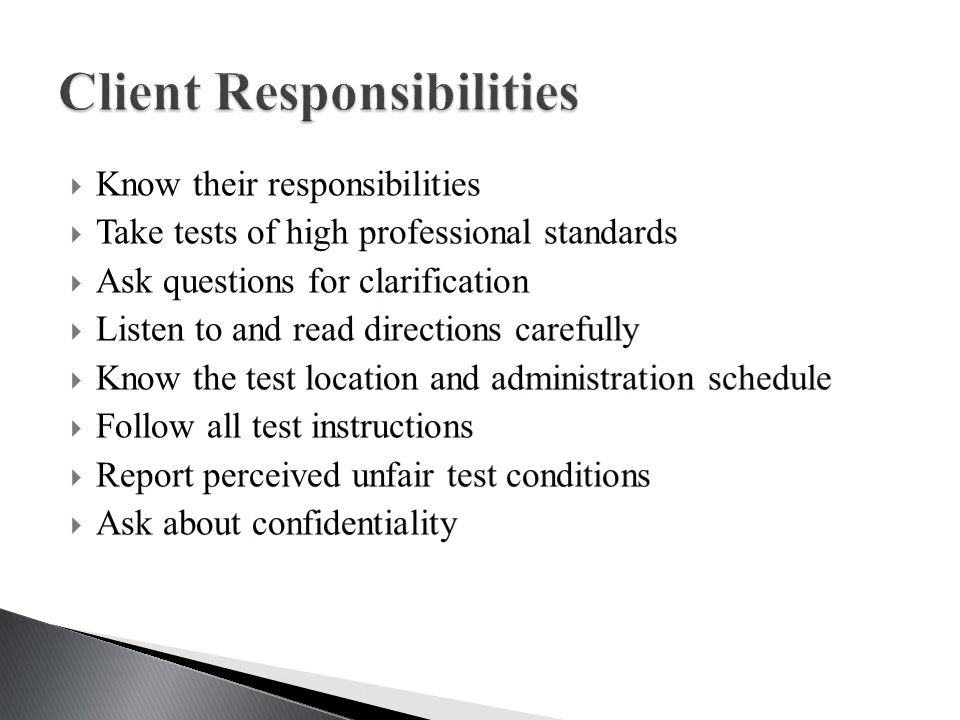 Client Responsibilities
Know their responsibilities
Take tests of high professional standards
Ask questions for clarification
Listen to and read directions carefully
Know the test location and administration schedule
Follow all test instructions
Report perceived unfair test conditions
Ask about confidentiality